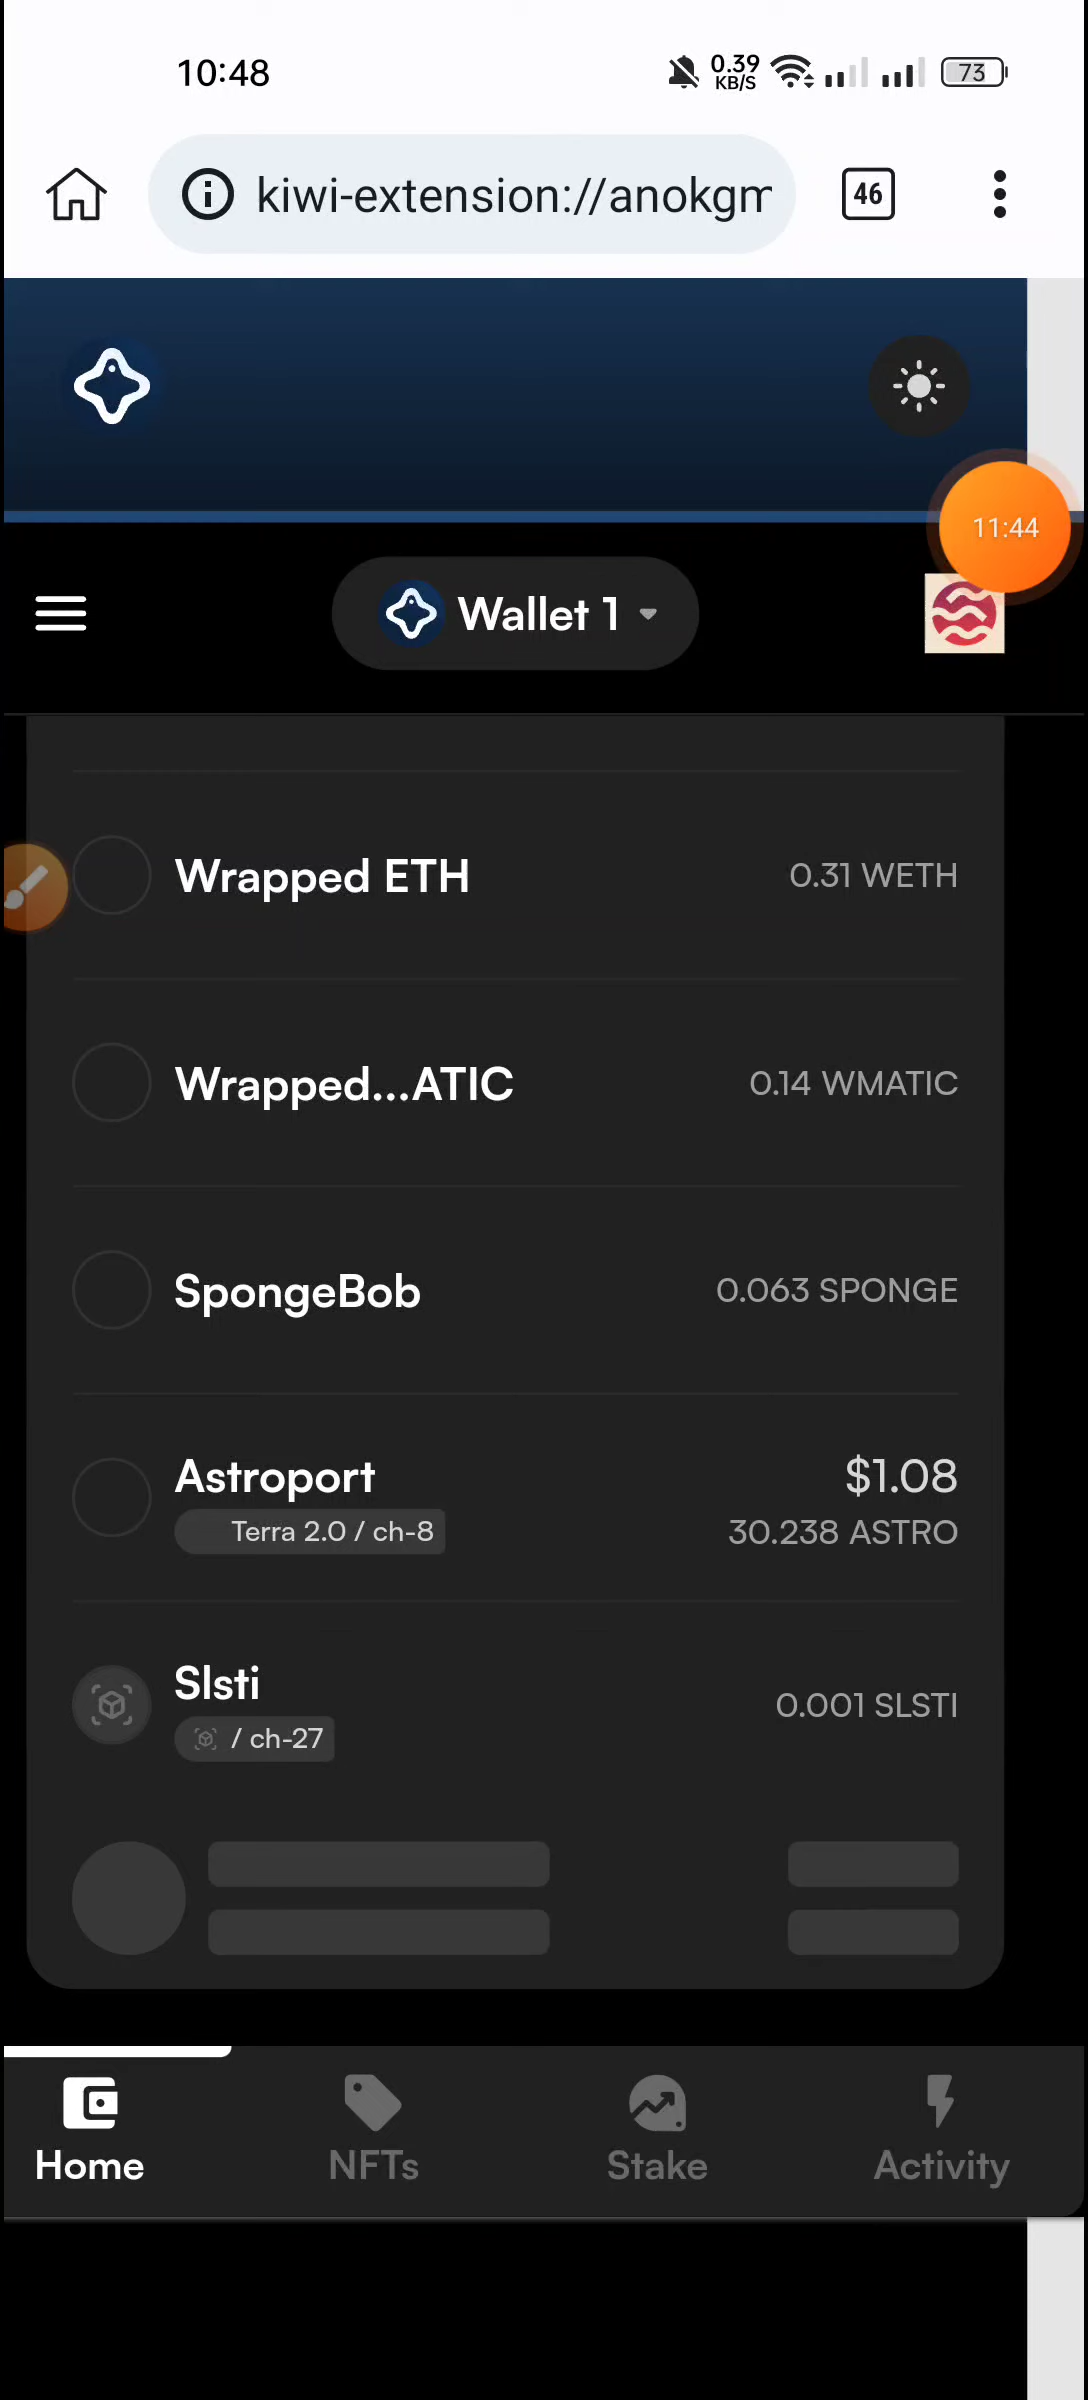 10:48
0.39
KB/S
73
kiwi-extension://anokgm
46
11:44
Wallet 1
Wrapped ETH
0.31 WETH
Wrapped...ATIC
0.14 WMATIC
SpongeBob
0.063 SPONGE
Astroport
$1.08
Terra 2.0 / ch-8
30.238 ASTRO
Slsti
0.001 SLSTI
/ ch-27
Home
NFTs
Stake
Activity